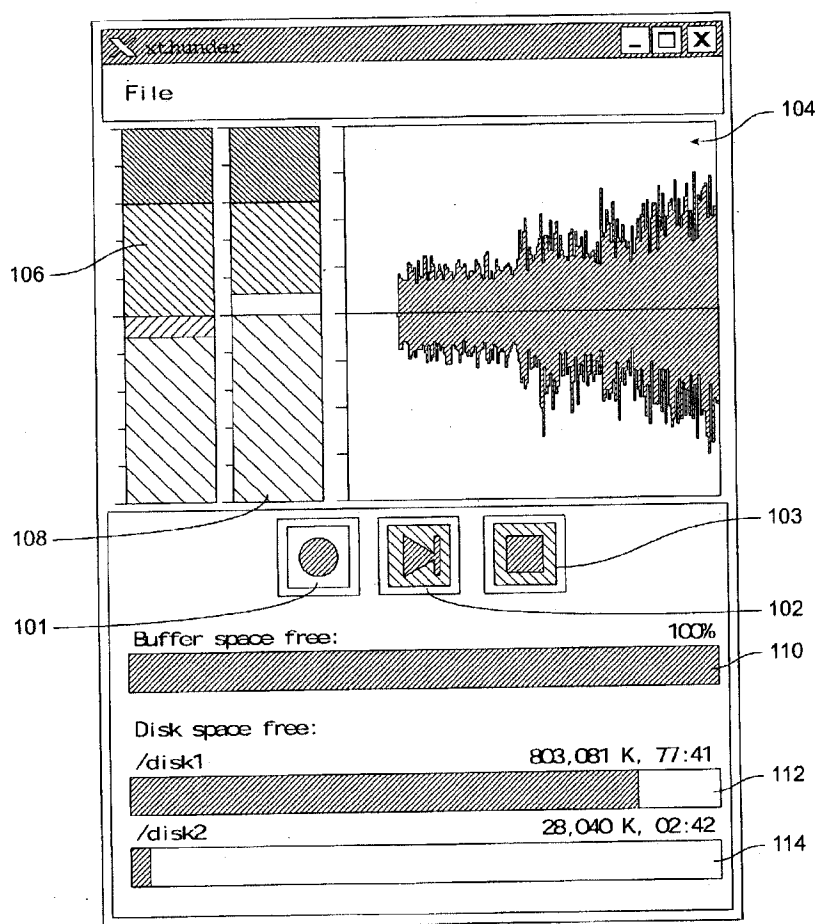 xthunder
File
104
106
108
103
101
102
Buffer space free: 100%
110
Disk space free:
/disk1 803,081 K, 77:41
112
/disk2 28,040 K, 02:42
114